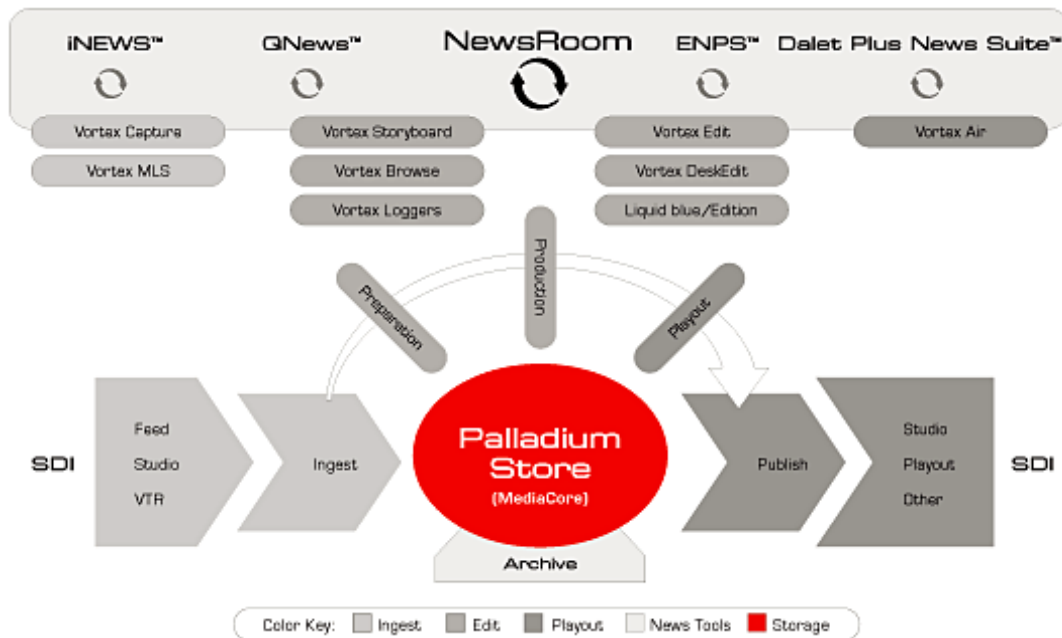 iNEWS™
QNews™
NewsRoom
ENPS™
Dalet Plus News Suite™
Vortex Capture
Vortex MLS
Vortex Storyboard
Vortex Browse
Vortex Loggers
Vortex Edit
Vortex DeskEdit
Liquid blue/Edition
Vortex Air
Preparation
Production
Playout
SDI
Feed
Studio
VTR
Ingest
Palladium
Store
(MediaCore)
Archive
Publish
Studio
Playout
Other
SDI
Color Key: Ingest Edit Playout News Tools Storage